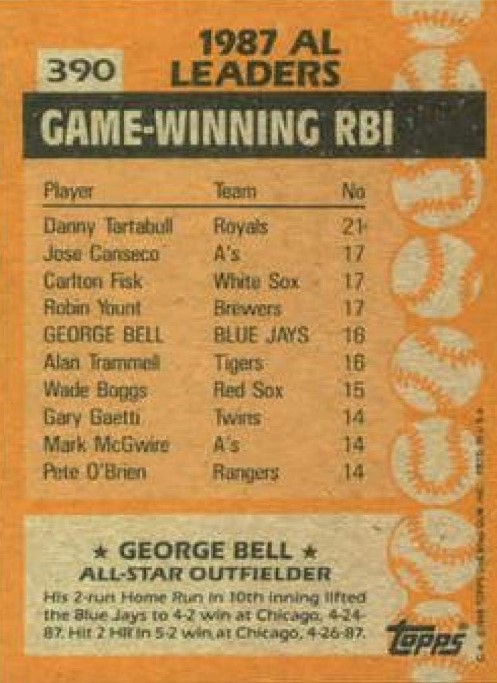 1987 AL
390 LEADERS
GAME-WINNING RBI
Player Team No
Danny Tartabull Royals 21
Jose Canseco A's 17
Carlton Fisk White Sox 17
Robin Yount Brewers 17
GEORGE BELL BLUE JAYS 16
Alan Trammell Tigers 16
Wade Boggs Red Sox 15
Gary Gaetti Twins 14
Mark McGwire A's 14
Pete O'Brien Rangers 14
★ GEORGE BELL ★
ALL-STAR OUTFIELDER
His 2-run Home Run in 10th inning lifted
the Blue Jays to 4-2 win at Chicago, 4-24-
87. Hit 2 HR in 5-2 win at Chicago, 4-26-87.
TOPPS®